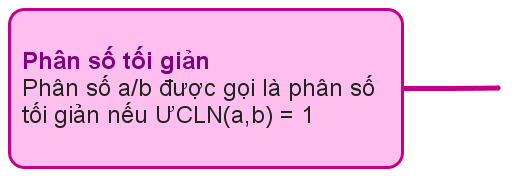 Phân số tối giản
Phân số a/b được gọi là phân số
tối giản nếu ƯCLN(a,b) = 1